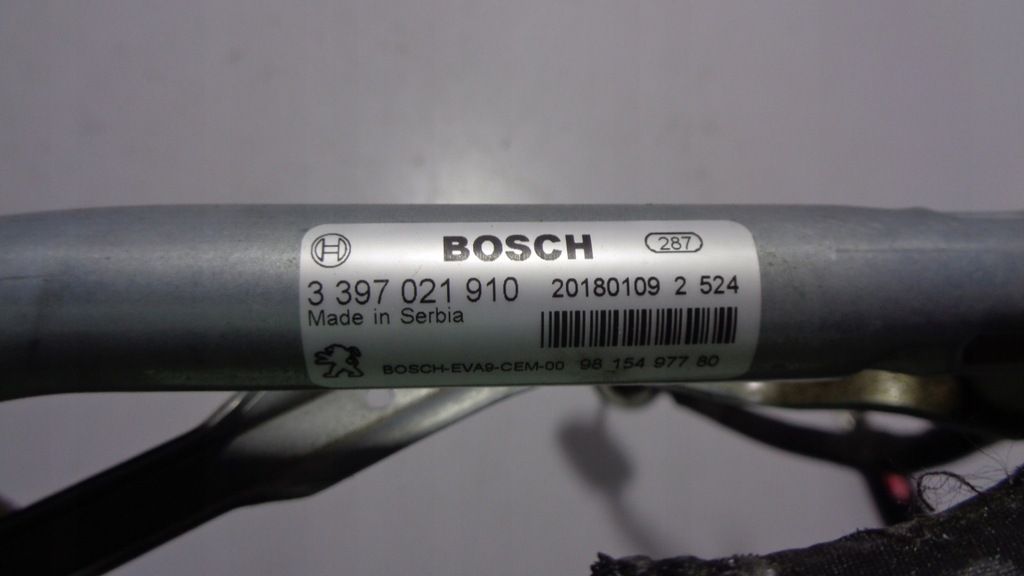 BOSCH 287
3 397 021 910 20180109 2 524
Made in Serbia
BOSCH-EVA9-CEM-00 98 154 977 80